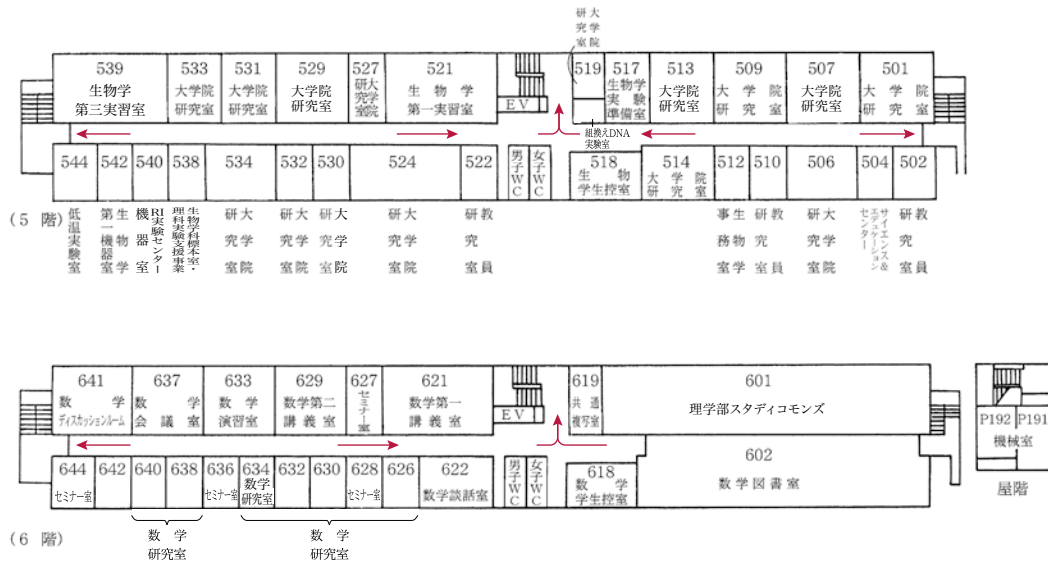 大学院
研究室
539
生物学
第三実習室
533
大学院
研究室
531
大学院
研究室
529
大学院
研究室
527
大学院
研究室
521
生物学
第一実習室
EV
519
517
生物学
実験
準備室
513
大学院
研究室
509
大学院
研究室
507
大学院
研究室
501
大学院
研究室
組換えDNA
実験室
544
542
540
538
534
532
530
524
522
男子WC
女子WC
518
生物
学生控室
514
大学院
研究室
512
510
506
504
502
(5 階)
低温実験室
生物学
第一機器室
RI実験センター
機器室
生物学科標本室・
理科実験支援事業
大学院
研究室
大学院
研究室
大学院
研究室
大学院
研究室
教員
研究室
生物学
事務室
教員
研究室
大学院
研究室
サイエンス&
エデュケーション
センター
教員
研究室
641
数学
ディスカッションルーム
637
数学
会議室
633
数学
演習室
629
数学第二
講義室
627
セミナー室
621
数学第一
講義室
EV
619
共通
複写室
601
理学部スタディコモンズ
P192
P191
機械室
屋階
644
セミナー室
642
640
638
636
セミナー室
634
数学
研究室
632
630
628
セミナー室
626
622
数学談話室
男子WC
女子WC
618
数学
学生控室
602
数学図書室
(6 階)
数学
研究室
数学
研究室